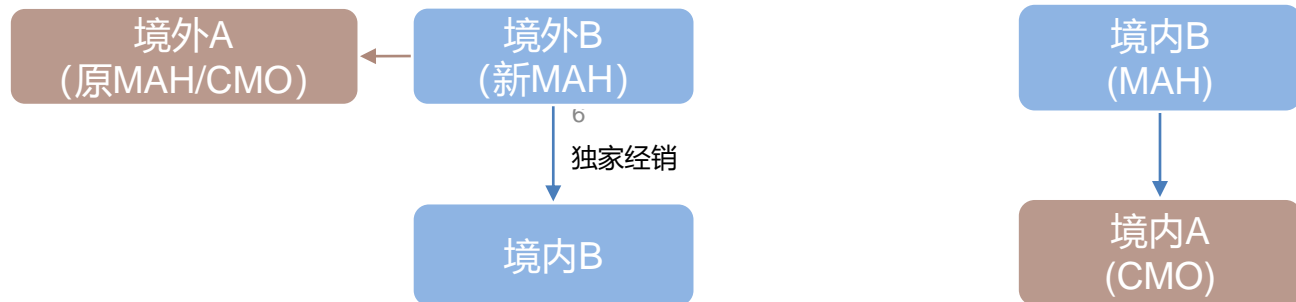 境外A
（原MAH/CMO）
境外B
（新MAH）
6
独家经销
境内B
境内B
(MAH)
境内A
(CMO)